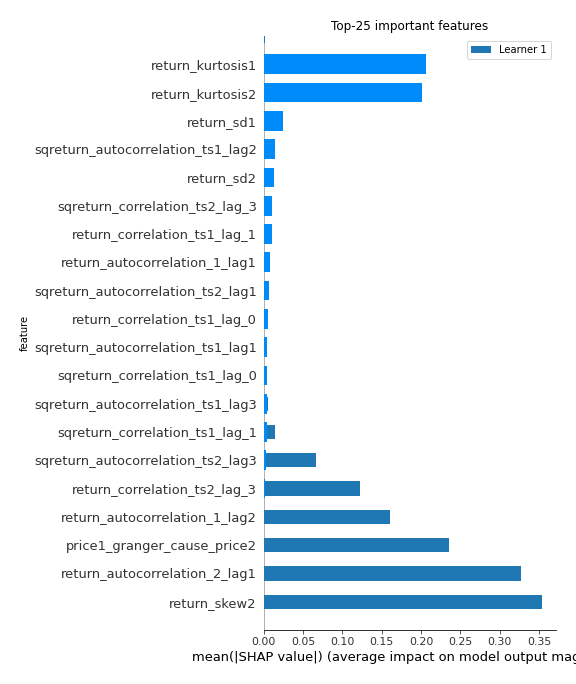 Top-25 important features
Learner 1
return_kurtosis1
return_kurtosis2
return_sd1
sqreturn_autocorrelation_ts1_lag2
return_sd2
sqreturn_correlation_ts2_lag_3
return_correlation_ts1_lag_1
return_autocorrelation_1_lag1
sqreturn_autocorrelation_ts2_lag1
return_correlation_ts1_lag_0
sqreturn_autocorrelation_ts1_lag1
sqreturn_correlation_ts1_lag_0
sqreturn_autocorrelation_ts1_lag3
sqreturn_correlation_ts1_lag_1
sqreturn_autocorrelation_ts2_lag3
return_correlation_ts2_lag_3
return_autocorrelation_1_lag2
price1_granger_cause_price2
return_autocorrelation_2_lag1
return_skew2
feature
0.00 0.05 0.10 0.15 0.20 0.25 0.30 0.35
mean(|SHAP value|) (average impact on model output mag